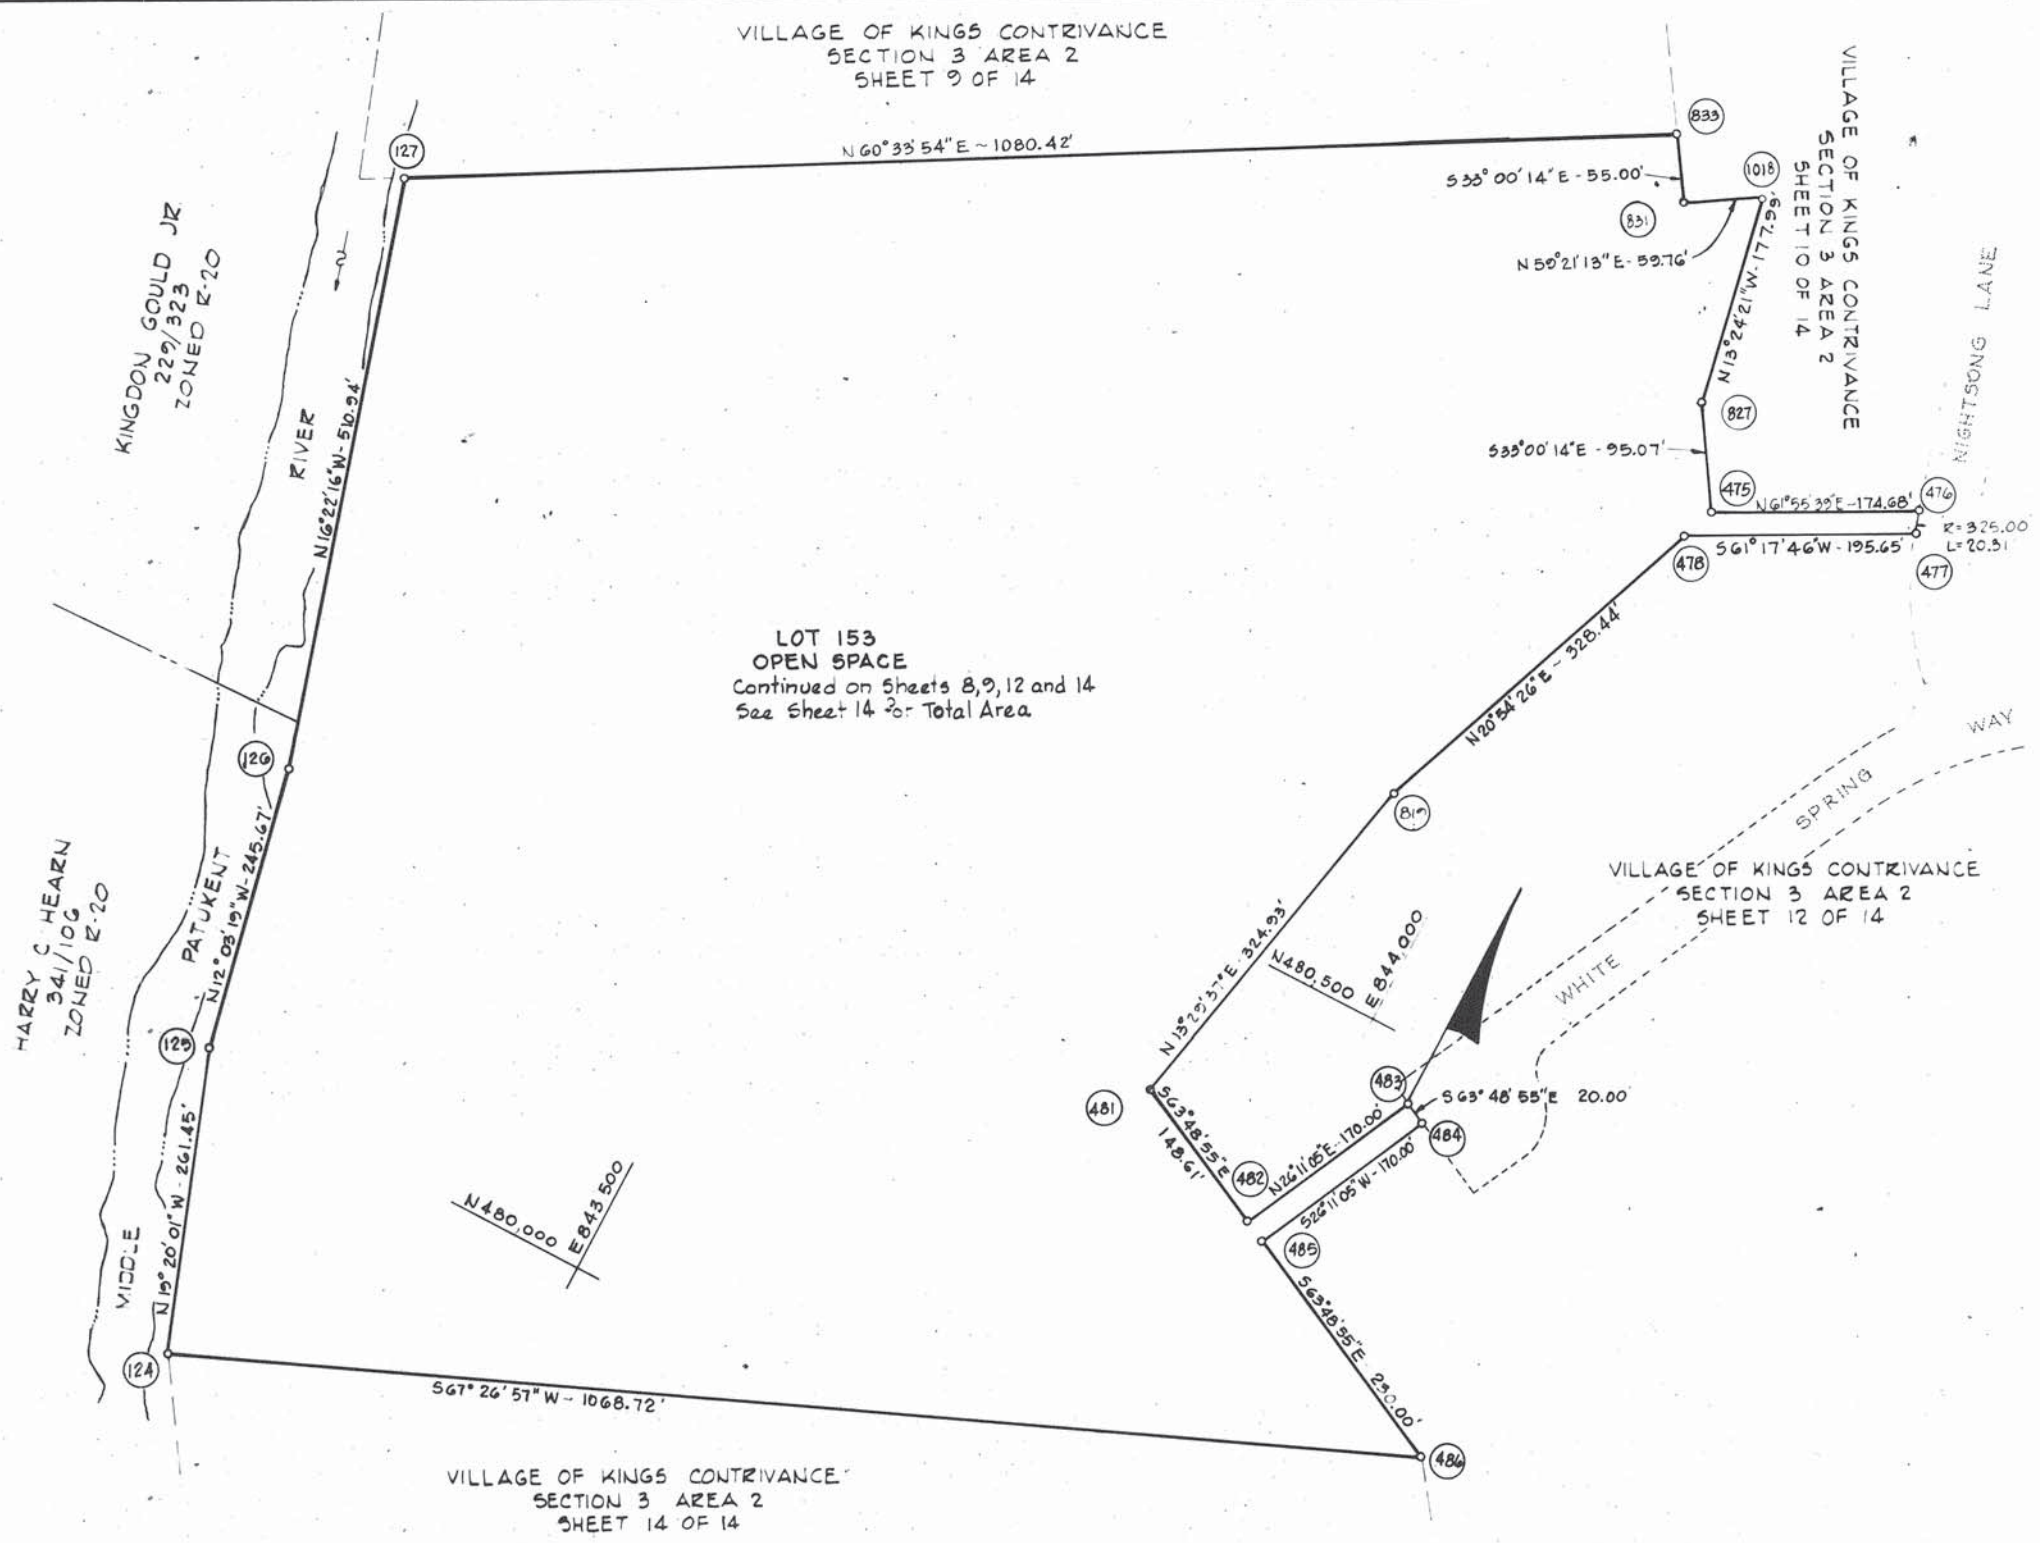 VILLAGE OF KINGS CONTRIVANCE
SECTION 3 AREA 2
SHEET 9 OF 14
127
N 60° 33' 54" E ~ 1080.42'
833
S 33° 00' 14" E - 55.00'
831
1018
N 59° 21' 13" E - 59.76'
N 13° 24' 21" W - 177.99'
VILLAGE OF KINGS CONTRIVANCE
SECTION 3 AREA 2
SHEET 10 OF 14
827
S 33° 00' 14" E - 95.07'
475
N 61° 55' 39" E - 174.68'
476
R = 325.00
L = 20.31
S 61° 17' 46" W - 195.65'
478
477
NIGHTSONG LANE
KINGDON GOULD JR.
229/323
ZONED R-20
RIVER
N 16° 22' 16" W - 510.94'
LOT 153
OPEN SPACE
Continued on Sheets 8, 9, 12 and 14
See Sheet 14 For Total Area
N 20° 54' 26" E ~ 328.44'
819
126
HARRY C HEARN
341/106
ZONED R-20
PATUXENT
N 12° 03' 19" W - 245.67'
125
N 13° 29' 37" E - 324.93'
N 480,500
E 844,000
WHITE SPRING WAY
VILLAGE OF KINGS CONTRIVANCE
SECTION 3 AREA 2
SHEET 12 OF 14
481
S 63° 48' 55" E
148.61'
482
N 26° 11' 05" E - 170.00'
483
S 63° 48' 55" E 20.00'
484
S 26° 11' 05" W - 170.00'
485
S 63° 48' 55" E 230.00'
486
N 480,000
E 843 500
MIDDLE
N 19° 20' 01" W - 261.45'
124
S 67° 26' 57" W ~ 1068.72'
VILLAGE OF KINGS CONTRIVANCE
SECTION 3 AREA 2
SHEET 14 OF 14